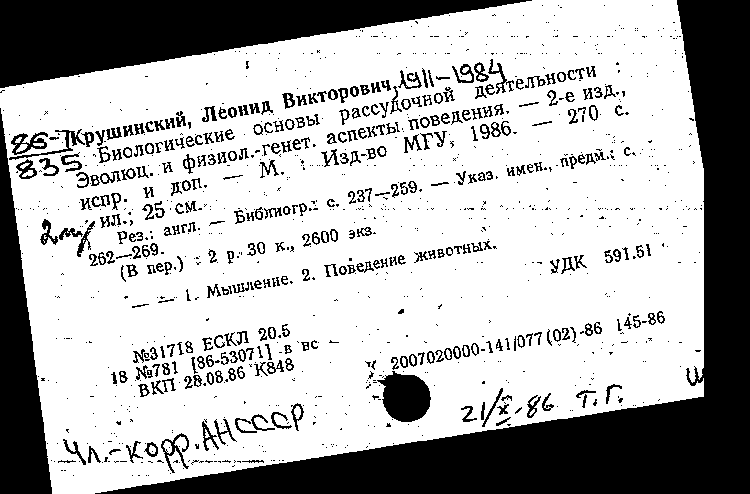 86-7
835
Крушинский, Леонид Викторович, 1911-1984
Биологические основы рассудочной деятельности :
Эволюц. и физиол.-генет. аспекты поведения. — 2-е изд.,
испр. и доп. — М. : Изд-во МГУ, 1986. — 270 с.
ил.; 25 см.
Рез.: англ. — Библиогр.: с. 237—259. — Указ. имен., предм.: с.
262—269.
(В пер.) : 2 р. 30 к., 2600 экз.
— — 1. Мышление. 2. Поведение животных.
УДК 591.51
№31718 ЕСКЛ 20.5
18 №781 [86-53071] в вс
ВКП 28.08.86 К848
2007020000-141/077(02)-86 145-86
21/X-86 Т.Г.
Чл.-корр. АН СССР